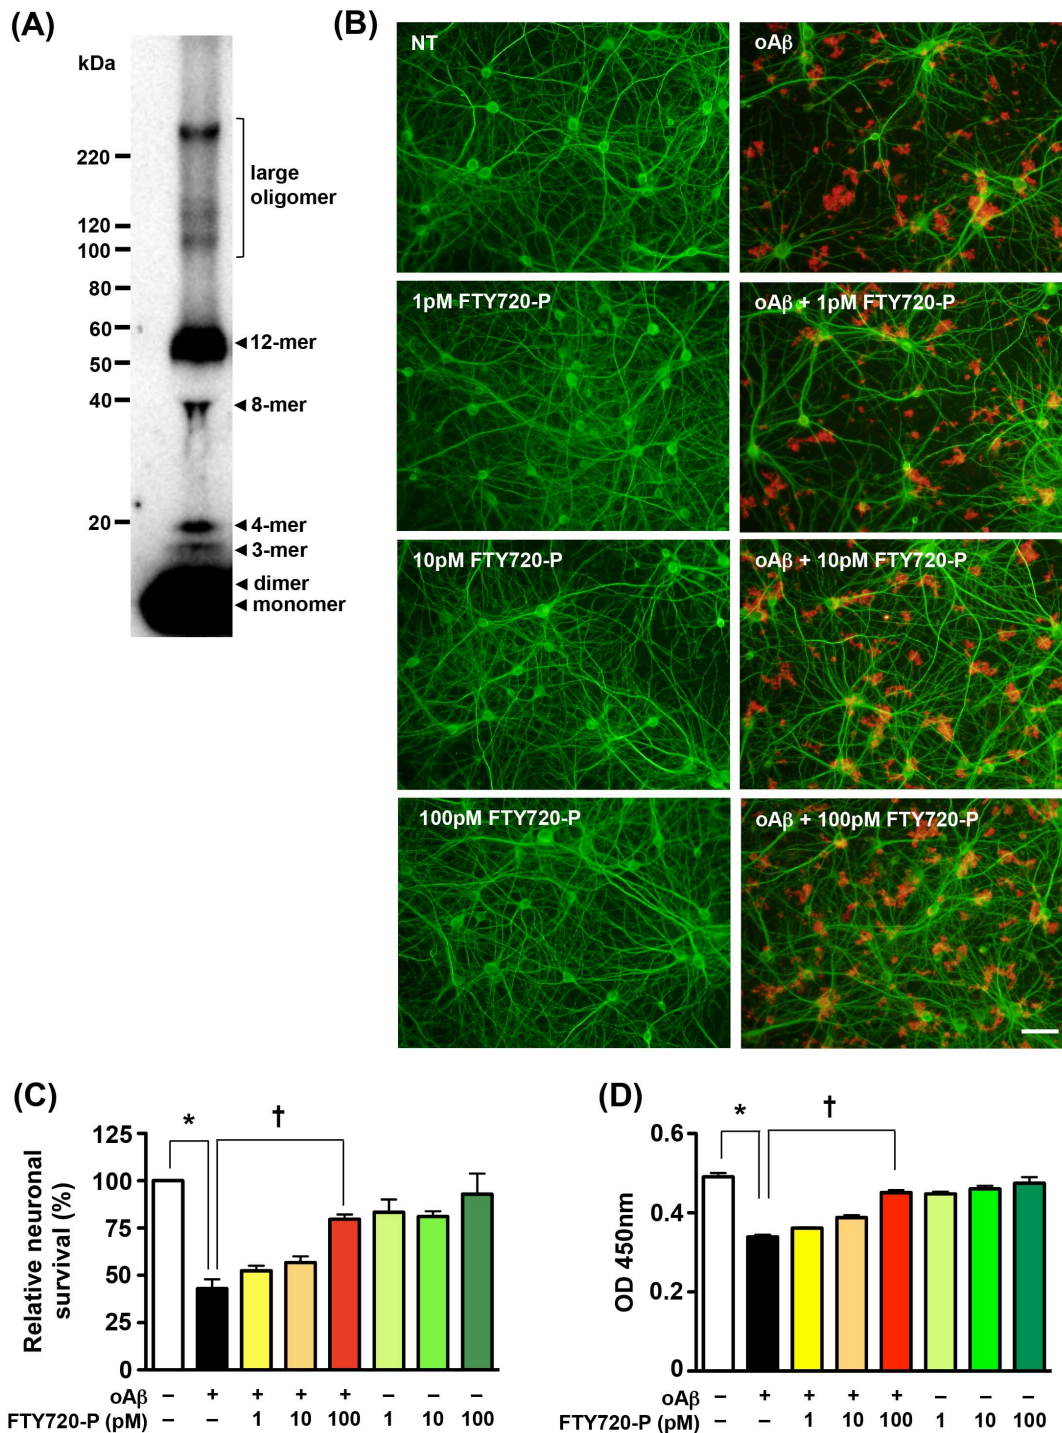 (A)
kDa
220
120
100
80
60
50
40
20
large
oligomer
12-mer
8-mer
4-mer
3-mer
dimer
monomer
(B)
NT
oAβ
1pM FTY720-P
oAβ + 1pM FTY720-P
10pM FTY720-P
oAβ + 10pM FTY720-P
100pM FTY720-P
oAβ + 100pM FTY720-P
(C)
* †
Relative neuronal
survival (%)
125
100
75
50
25
0
oAβ – + + + + – – –
FTY720-P (pM) – – 1 10 100 1 10 100
(D)
* †
OD 450nm
0.6
0.4
0.2
0
oAβ – + + + + – – –
FTY720-P (pM) – – 1 10 100 1 10 100